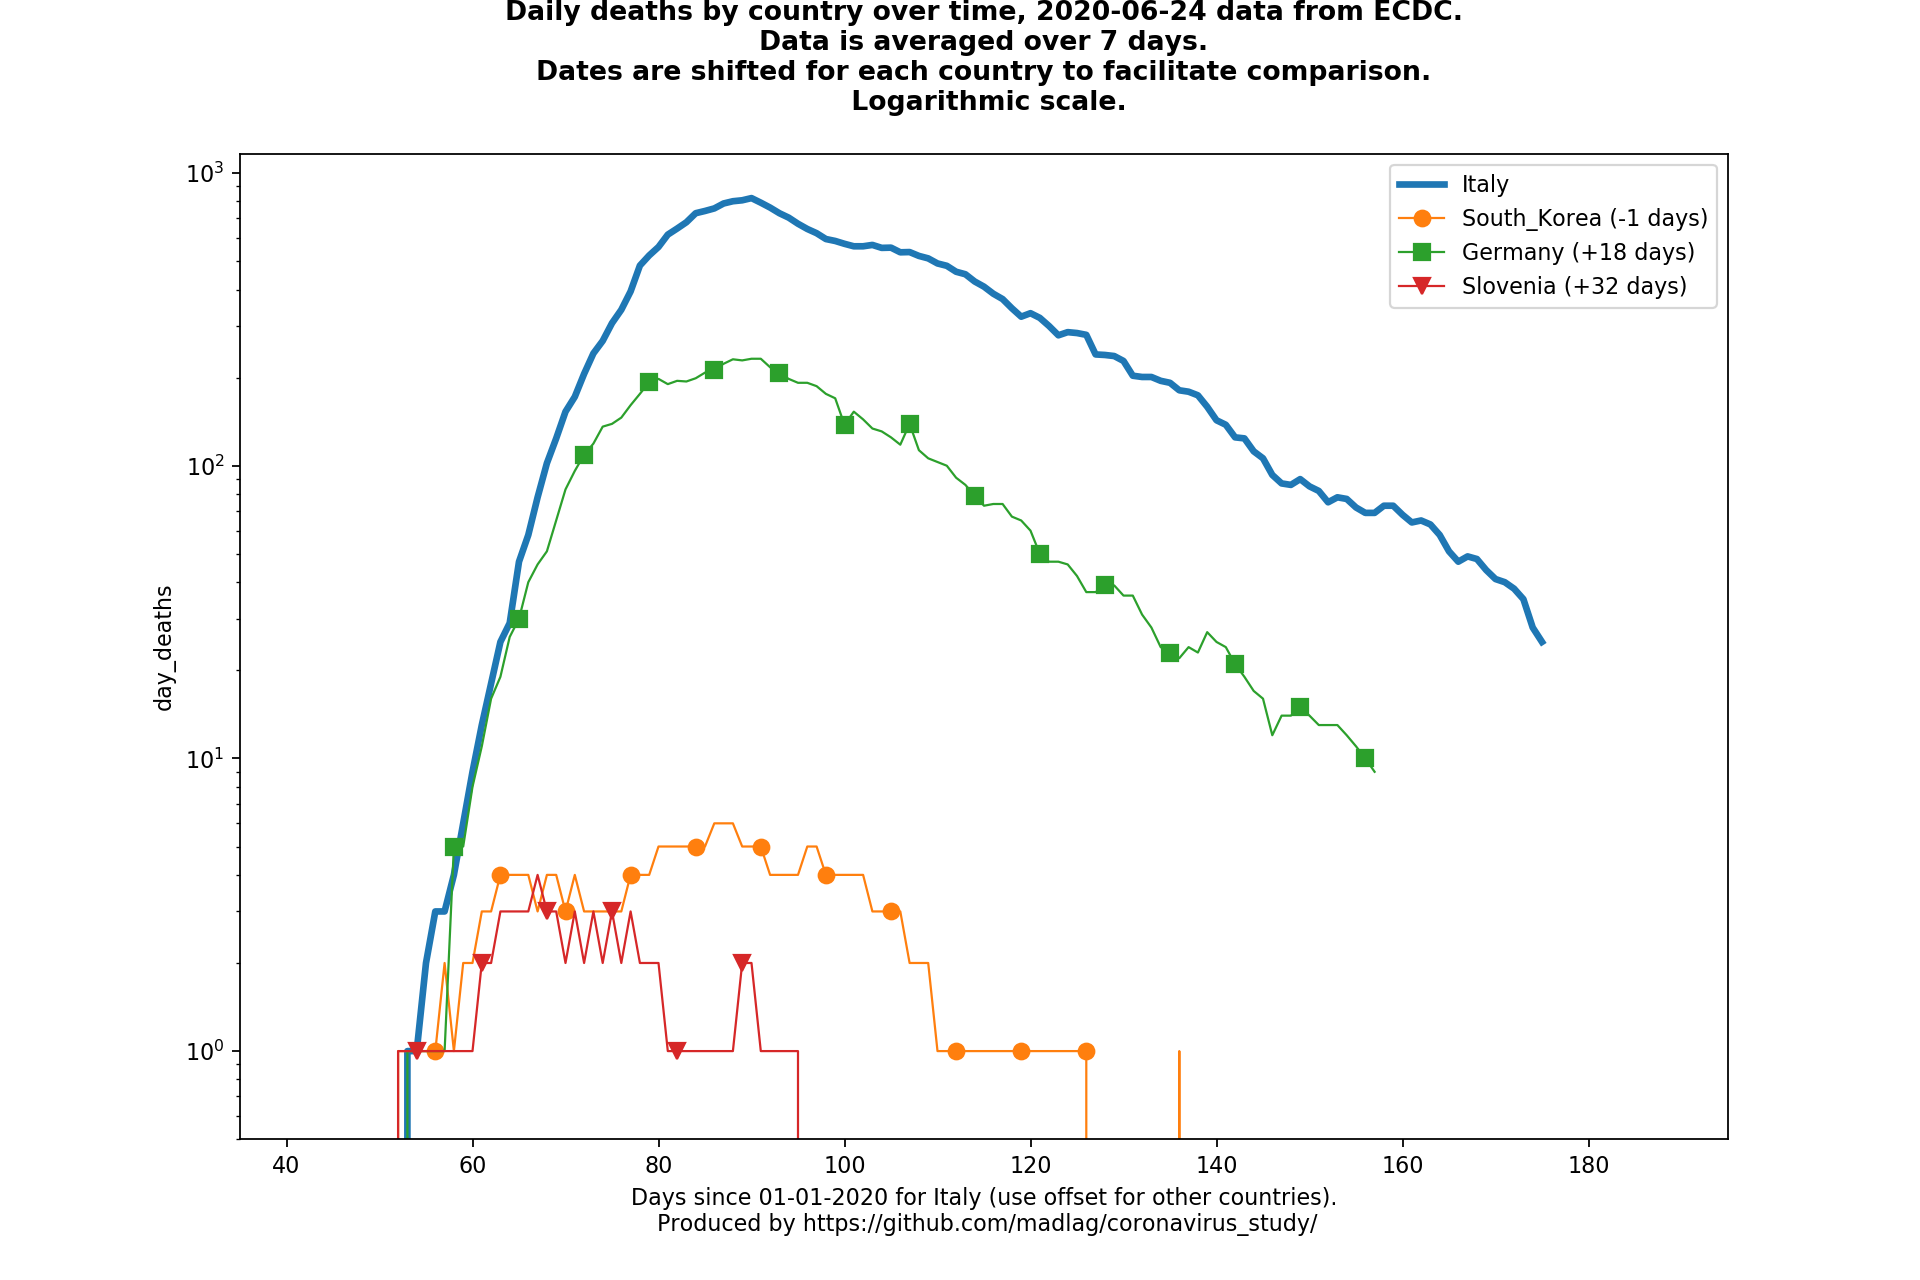 Daily deaths by country over time, 2020-06-24 data from ECDC.
Data is averaged over 7 days.
Dates are shifted for each country to facilitate comparison.
Logarithmic scale.
10³
10²
10¹
10⁰
day_deaths
Italy
South_Korea (-1 days)
Germany (+18 days)
Slovenia (+32 days)
40 60 80 100 120 140 160 180
Days since 01-01-2020 for Italy (use offset for other countries).
Produced by https://github.com/madlag/coronavirus_study/